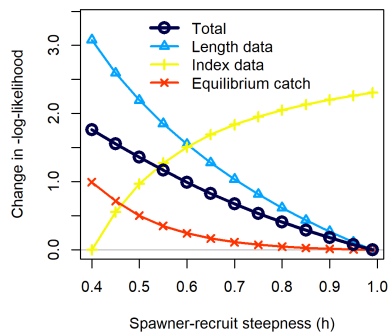 Total
Length data
Index data
Equilibrium catch
Change in -log-likelihood
3.0
2.0
1.0
0.0
0.4 0.5 0.6 0.7 0.8 0.9 1.0
Spawner-recruit steepness (h)